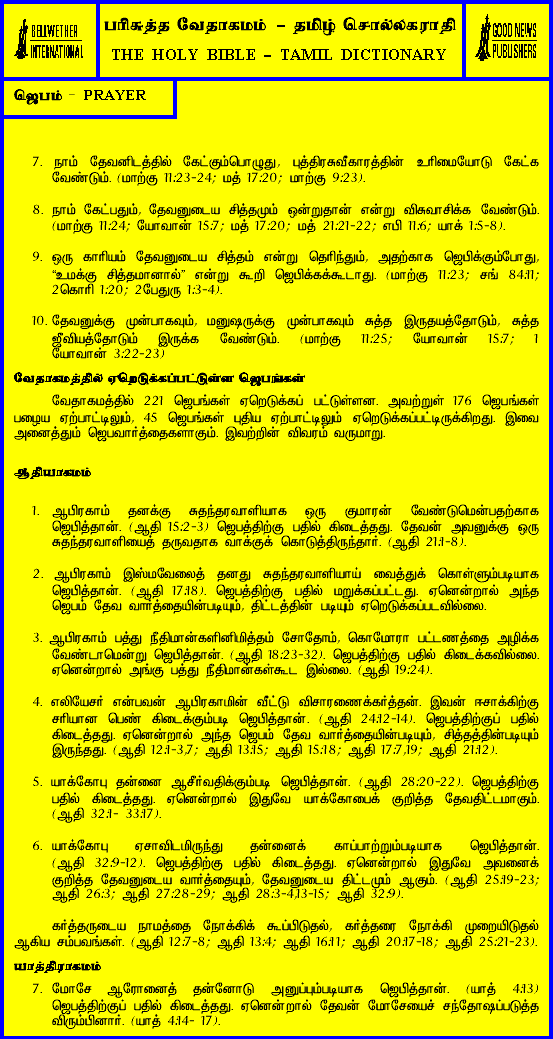 BELLWETHER
INTERNATIONAL
பரிசுத்த வேதாகமம் - தமிழ் சொல்லகராதி
THE HOLY BIBLE - TAMIL DICTIONARY
GOOD NEWS
PUBLISHERS
ஜெபம் - PRAYER
7. நாம் தேவனிடத்தில் கேட்கும்பொழுது, புத்திரசுவீகாரத்தின் உரிமையோடு கேட்க
வேண்டும். (மாற்கு 11:23-24; மத் 17:20; மாற்கு 9:23).
8. நாம் கேட்பதும், தேவனுடைய சித்தமும் ஒன்றுதான் என்று விசுவாசிக்க வேண்டும்.
(மாற்கு 11:24; யோவான் 15:7; மத் 17:20; மத் 21:21-22; எபி 11:6; யாக் 1:5-8).
9. ஒரு காரியம் தேவனுடைய சித்தம் என்று தெரிந்தும், அதற்காக ஜெபிக்கும்போது,
“உமக்கு சித்தமானால்” என்று கூறி ஜெபிக்கக்கூடாது. (மாற்கு 11:23; சங் 84:11;
2கொரி 1:20; 2பேதுரு 1:3-4).
10. தேவனுக்கு முன்பாகவும், மனுஷருக்கு முன்பாகவும் சுத்த இருதயத்தோடும், சுத்த
ஜீவியத்தோடும் இருக்க வேண்டும். (மாற்கு 11:25; யோவான் 15:7; 1
யோவான் 3:22-23)
வேதாகமத்தில் ஏறெடுக்கப்பட்டுள்ள ஜெபங்கள்
வேதாகமத்தில் 221 ஜெபங்கள் ஏறெடுக்கப் பட்டுள்ளன. அவற்றுள் 176 ஜெபங்கள்
பழைய ஏற்பாட்டிலும், 45 ஜெபங்கள் புதிய ஏற்பாட்டிலும் ஏறெடுக்கப்பட்டிருக்கிறது. இவை
அனைத்தும் ஜெபவார்த்தைகளாகும். இவற்றின் விவரம் வருமாறு.
ஆதியாகமம்
1. ஆபிரகாம் தனக்கு சுதந்தரவாளியாக ஒரு குமாரன் வேண்டுமென்பதற்காக
ஜெபித்தான். (ஆதி 15:2-3) ஜெபத்திற்கு பதில் கிடைத்தது. தேவன் அவனுக்கு ஒரு
சுதந்தரவாளியைத் தருவதாக வாக்குக் கொடுத்திருந்தார். (ஆதி 21:1-8).
2. ஆபிரகாம் இஸ்மவேலைத் தனது சுதந்தரவாளியாய் வைத்துக் கொள்ளும்படியாக
ஜெபித்தான். (ஆதி 17:18). ஜெபத்திற்கு பதில் மறுக்கப்பட்டது. ஏனென்றால் அந்த
ஜெபம் தேவ வார்த்தையின்படியும், திட்டத்தின் படியும் ஏறெடுக்கப்படவில்லை.
3. ஆபிரகாம் பத்து நீதிமான்களினிமித்தம் சோதோம், கொமோரா பட்டணத்தை அழிக்க
வேண்டாமென்று ஜெபித்தான். (ஆதி 18:23-32). ஜெபத்திற்கு பதில் கிடைக்கவில்லை.
ஏனென்றால் அங்கு பத்து நீதிமான்கள்கூட இல்லை. (ஆதி 19:24).
4. எலியேசர் என்பவன் ஆபிரகாமின் வீட்டு விசாரணைக்கர்த்தன். இவன் ஈசாக்கிற்கு
சரியான பெண் கிடைக்கும்படி ஜெபித்தான். (ஆதி 24:12-14). ஜெபத்திற்குப் பதில்
கிடைத்தது. ஏனென்றால் அந்த ஜெபம் தேவ வார்த்தையின்படியும், சித்தத்தின்படியும்
இருந்தது. (ஆதி 12:1-3,7; ஆதி 13:15; ஆதி 15:18; ஆதி 17:7,19; ஆதி 21:12).
5. யாக்கோபு தன்னை ஆசீர்வதிக்கும்படி ஜெபித்தான். (ஆதி 28:20-22). ஜெபத்திற்கு
பதில் கிடைத்தது. ஏனென்றால் இதுவே யாக்கோபைக் குறித்த தேவதிட்டமாகும்.
(ஆதி 32:1- 33:17).
6. யாக்கோபு ஏசாவிடமிருந்து தன்னைக் காப்பாற்றும்படியாக ஜெபித்தான்.
(ஆதி 32:9-12). ஜெபத்திற்கு பதில் கிடைத்தது. ஏனென்றால் இதுவே அவனைக்
குறித்த தேவனுடைய வார்த்தையும், தேவனுடைய திட்டமும் ஆகும். (ஆதி 25:19-23;
ஆதி 26:3; ஆதி 27:28-29; ஆதி 28:3-4,13-15; ஆதி 32:9).
கர்த்தருடைய நாமத்தை நோக்கிக் கூப்பிடுதல், கர்த்தரை நோக்கி முறையிடுதல்
ஆகிய சம்பவங்கள். (ஆதி 12:7-8; ஆதி 13:4; ஆதி 16:11; ஆதி 20:17-18; ஆதி 25:21-23).
யாத்திராகமம்
7. மோசே ஆரோனைத் தன்னோடு அனுப்பும்படியாக ஜெபித்தான். (யாத் 4:13)
ஜெபத்திற்குப் பதில் கிடைத்தது. ஏனென்றால் தேவன் மோசேயைச் சந்தோஷப்படுத்த
விரும்பினார். (யாத் 4:14- 17).